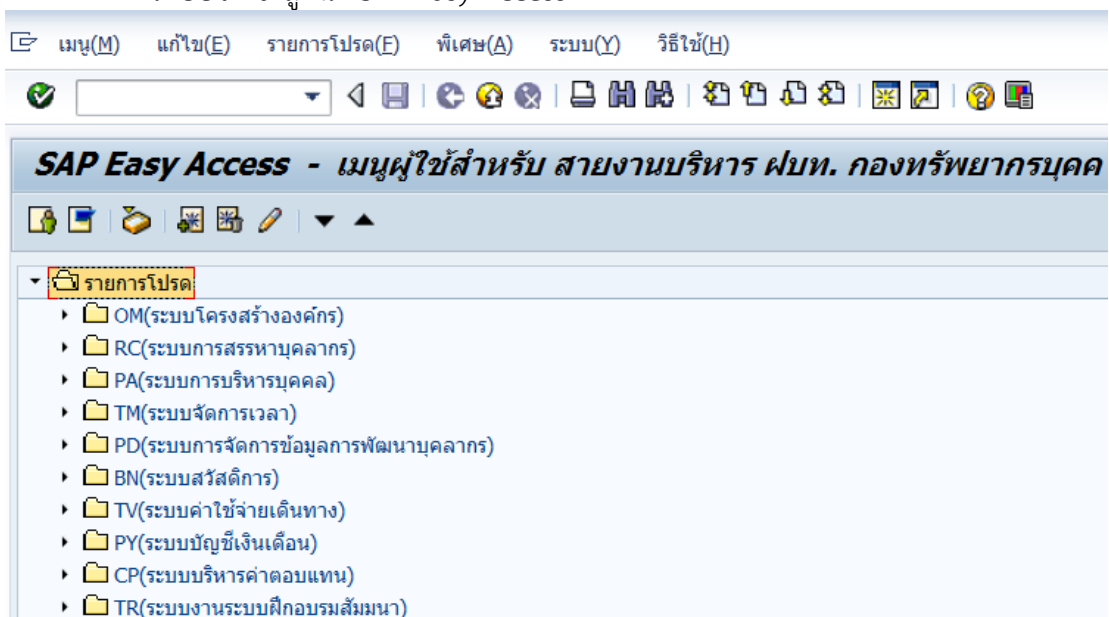 เมนู(M) แก้ไข(E) รายการโปรด(F) พิเศษ(A) ระบบ(Y) วิธีใช้(H)
SAP Easy Access - เมนูผู้ใช้สำหรับ สายงานบริหาร ฝบท. กองทรัพยากรบุคค
รายการโปรด
OM(ระบบโครงสร้างองค์กร)
RC(ระบบการสรรหาบุคลากร)
PA(ระบบการบริหารบุคคล)
TM(ระบบจัดการเวลา)
PD(ระบบการจัดการข้อมูลการพัฒนาบุคลากร)
BN(ระบบสวัสดิการ)
TV(ระบบค่าใช้จ่ายเดินทาง)
PY(ระบบบัญชีเงินเดือน)
CP(ระบบบริหารค่าตอบแทน)
TR(ระบบงานระบบฝึกอบรมสัมมนา)